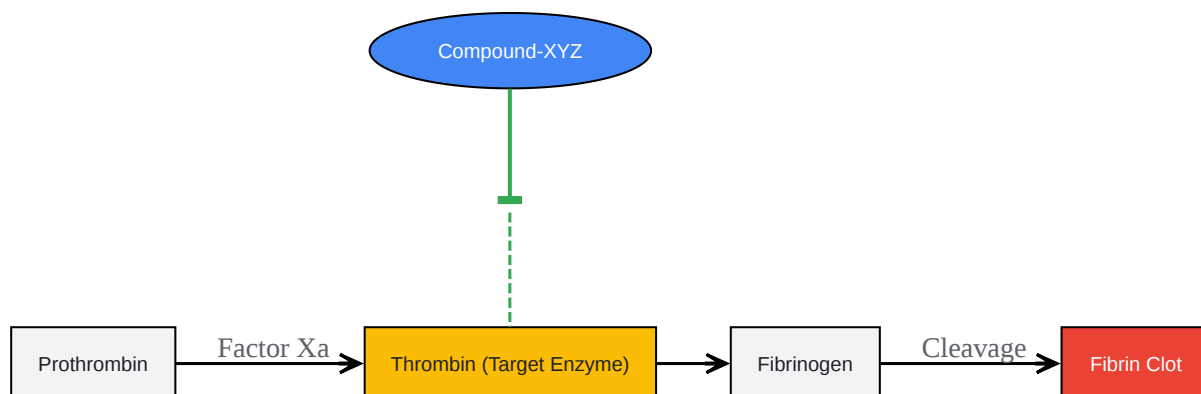 Compound-XYZ
Prothrombin
Factor Xa
Thrombin (Target Enzyme)
Fibrinogen
Cleavage
Fibrin Clot